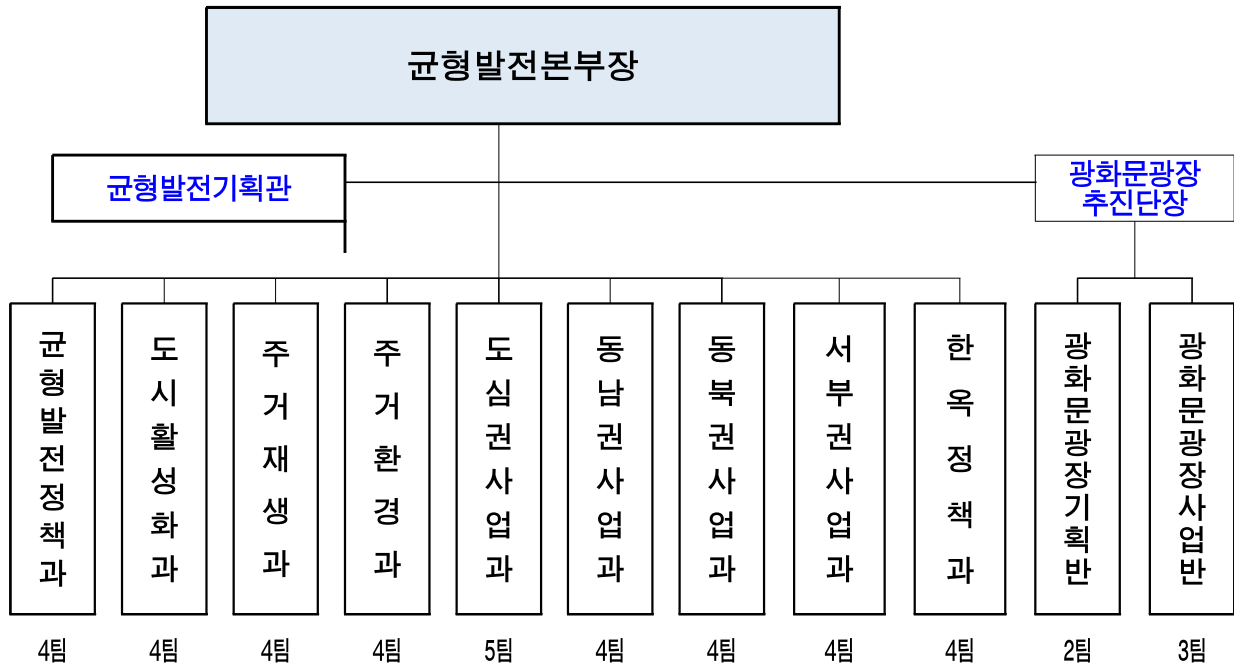 균형발전본부장
균형발전기획관
광화문광장
추진단장
균형발전정책과
도시활성화과
주거재생과
주거환경과
도심권사업과
동남권사업과
동북권사업과
서부권사업과
한옥정책과
광화문광장기획반
광화문광장사업반
4팀
4팀
4팀
4팀
5팀
4팀
4팀
4팀
4팀
2팀
3팀